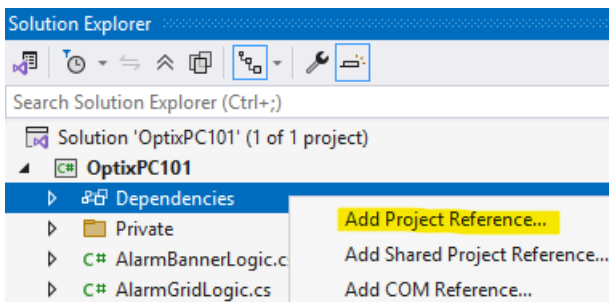 Solution Explorer
Search Solution Explorer (Ctrl+;)
Solution 'OptixPC101' (1 of 1 project)
C# OptixPC101
Dependencies
Add Project Reference...
Private
Add Shared Project Reference...
C# AlarmBannerLogic.c
C# AlarmGridLogic.cs
Add COM Reference...